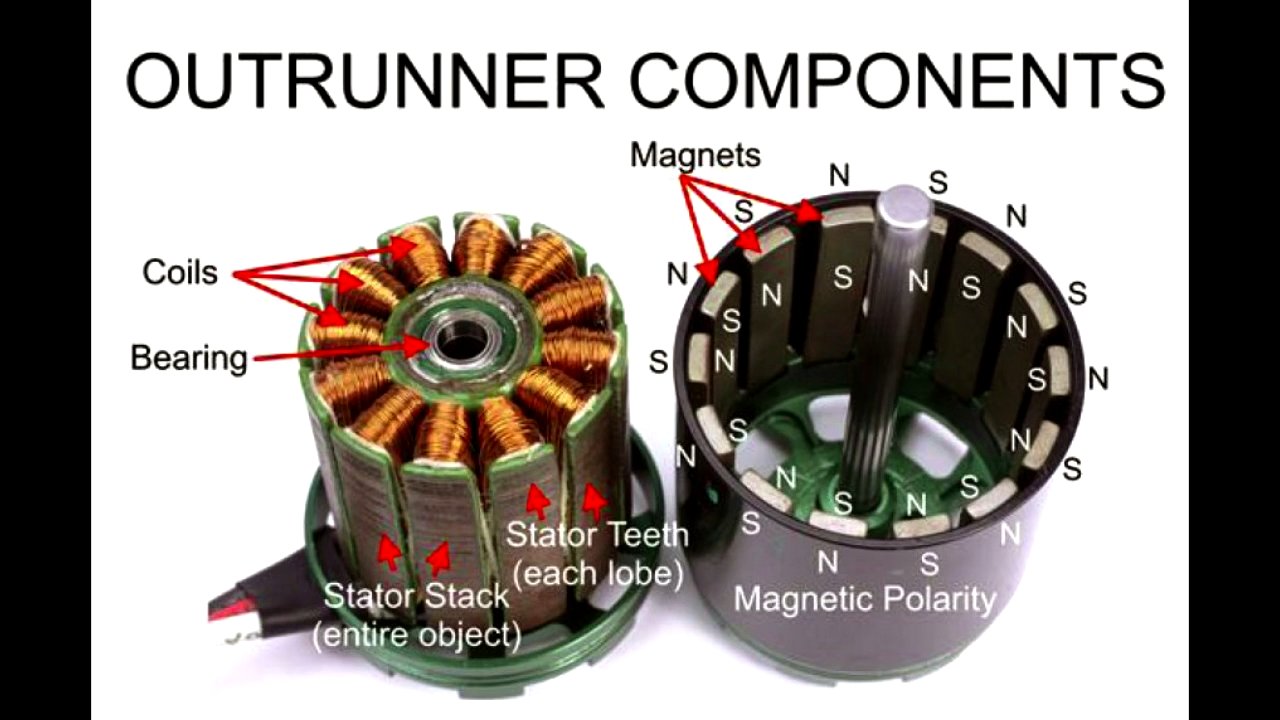 OUTRUNNER COMPONENTS
Magnets
N
S
S
N
Coils
N
S
S
N
S
N
N
S
N
Bearing
S
N
S
N
S
N
N
S
N
S
N
S
S
N
S
Stator Teeth
(each lobe)
N
N
S
Stator Stack
(entire object)
Magnetic Polarity